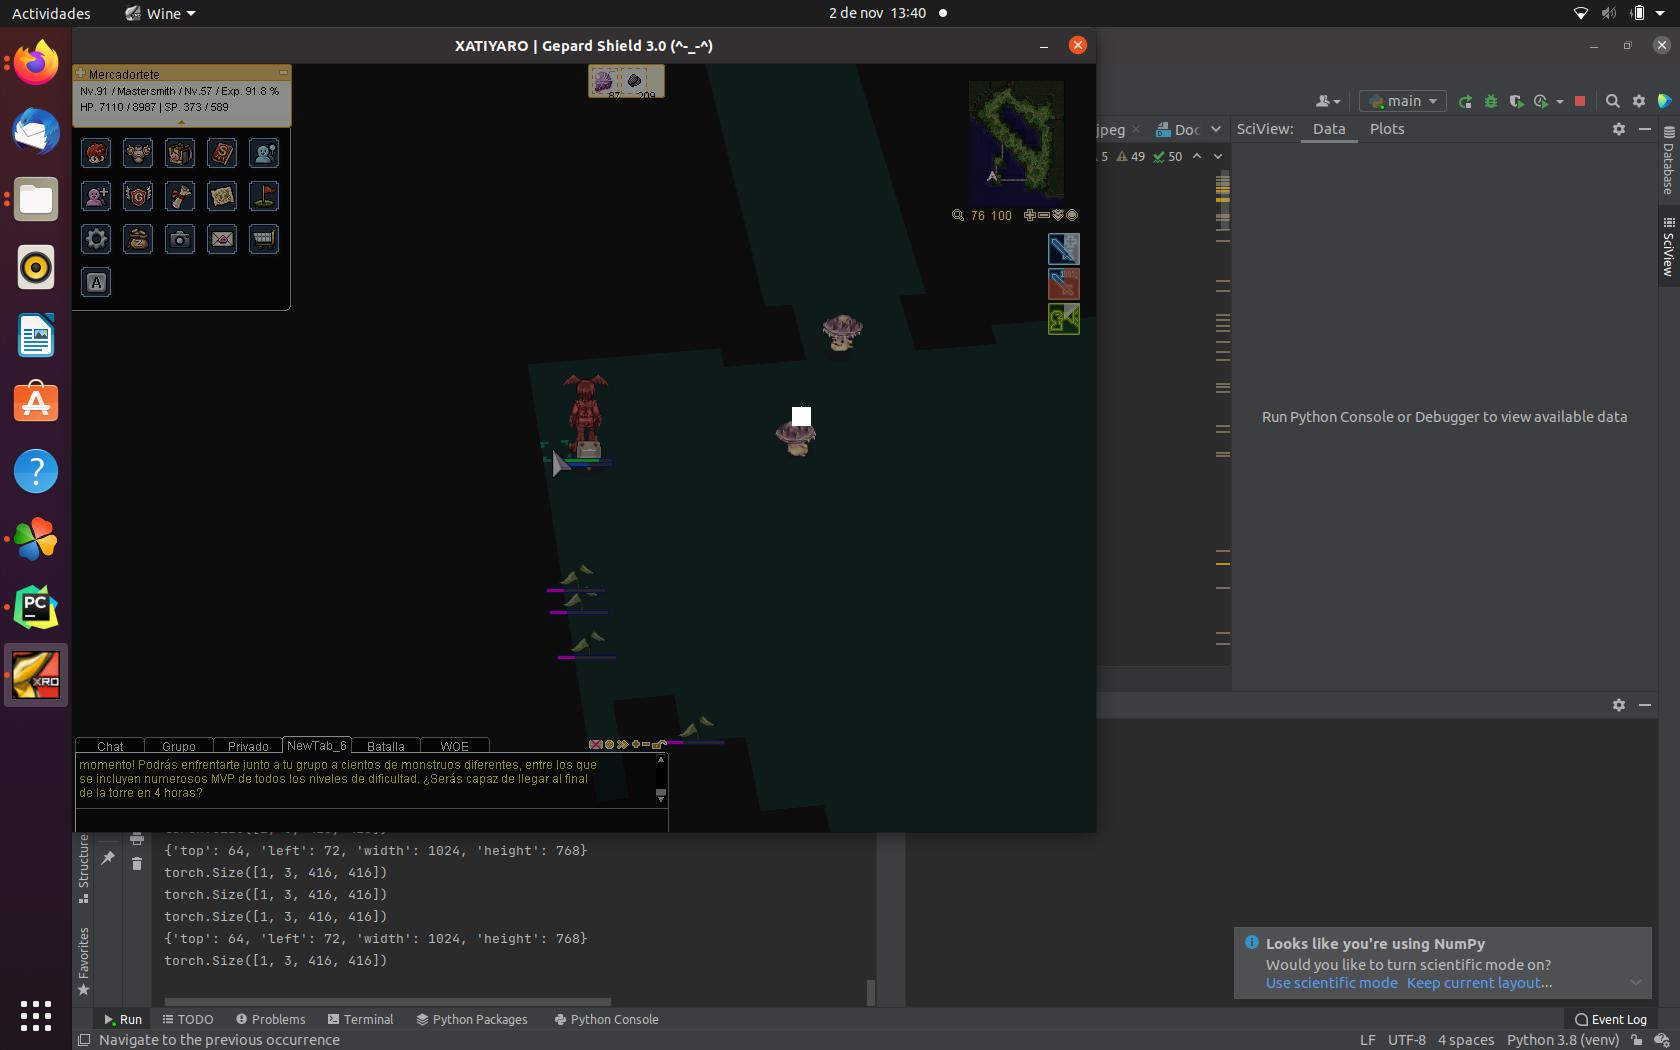 Actividades
Wine
2 de nov 13:40
XATIYARO | Gepard Shield 3.0 (^-_-^)
Mercadortete
Nv.91 / Mastersmith / Nv.57 / Exp. 91.8 %
HP. 7110 / 8987 | SP. 373 / 589
87 209
76 100
main
jpeg
Doc
SciView:
Data
Plots
5
49
50
Database
SciView
Run Python Console or Debugger to view available data
Chat
Grupo
Privado
NewTab_6
Batalla
WOE
momento! Podrás enfrentarte junto a tu grupo a cientos de monstruos diferentes, entre los que
se incluyen numerosos MVP de todos los niveles de dificultad. ¿Serás capaz de llegar al final
de la torre en 4 horas?
{'top': 64, 'left': 72, 'width': 1024, 'height': 768}
torch.Size([1, 3, 416, 416])
torch.Size([1, 3, 416, 416])
torch.Size([1, 3, 416, 416])
{'top': 64, 'left': 72, 'width': 1024, 'height': 768}
torch.Size([1, 3, 416, 416])
Structure
Favorites
Looks like you're using NumPy
Would you like to turn scientific mode on?
Use scientific mode
Keep current layout...
Run
TODO
Problems
Terminal
Python Packages
Python Console
Event Log
Navigate to the previous occurrence
LF
UTF-8
4 spaces
Python 3.8 (venv)
PC
XRO